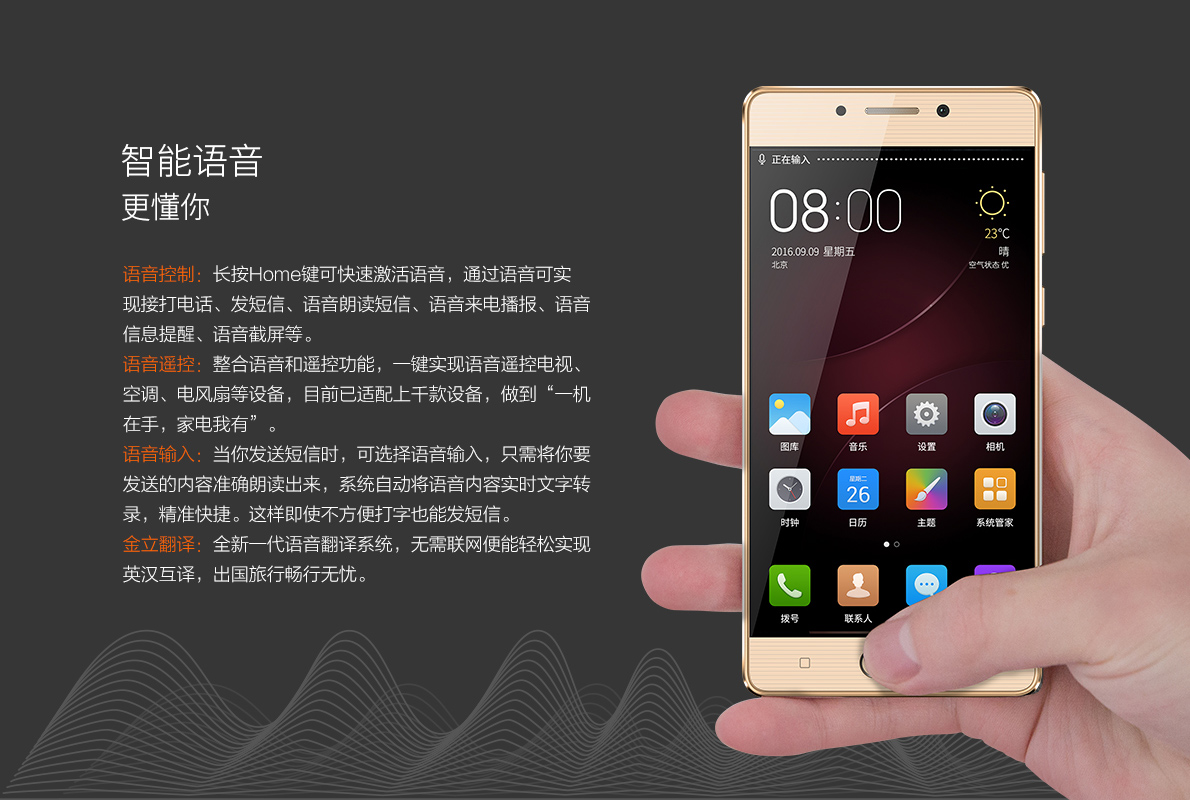 智能语音
更懂你
语音控制：长按Home键可快速激活语音，通过语音可实
现接打电话、发短信、语音朗读短信、语音来电播报、语音
信息提醒、语音截屏等。
语音遥控：整合语音和遥控功能，一键实现语音遥控电视、
空调、电风扇等设备，目前已适配上千款设备，做到“一机
在手，家电我有”。
语音输入：当你发送短信时，可选择语音输入，只需将你要
发送的内容准确朗读出来，系统自动将语音内容实时文字转
录，精准快捷。这样即使不方便打字也能发短信。
金立翻译：全新一代语音翻译系统，无需联网便能轻松实现
英汉互译，出国旅行畅行无忧。
正在输入
08:00
23℃
2016.09.09 星期五 晴
北京 空气状态 优
图库 音乐 设置 相机
星期二
26
时钟 日历 主题 系统管家
拨号 联系人